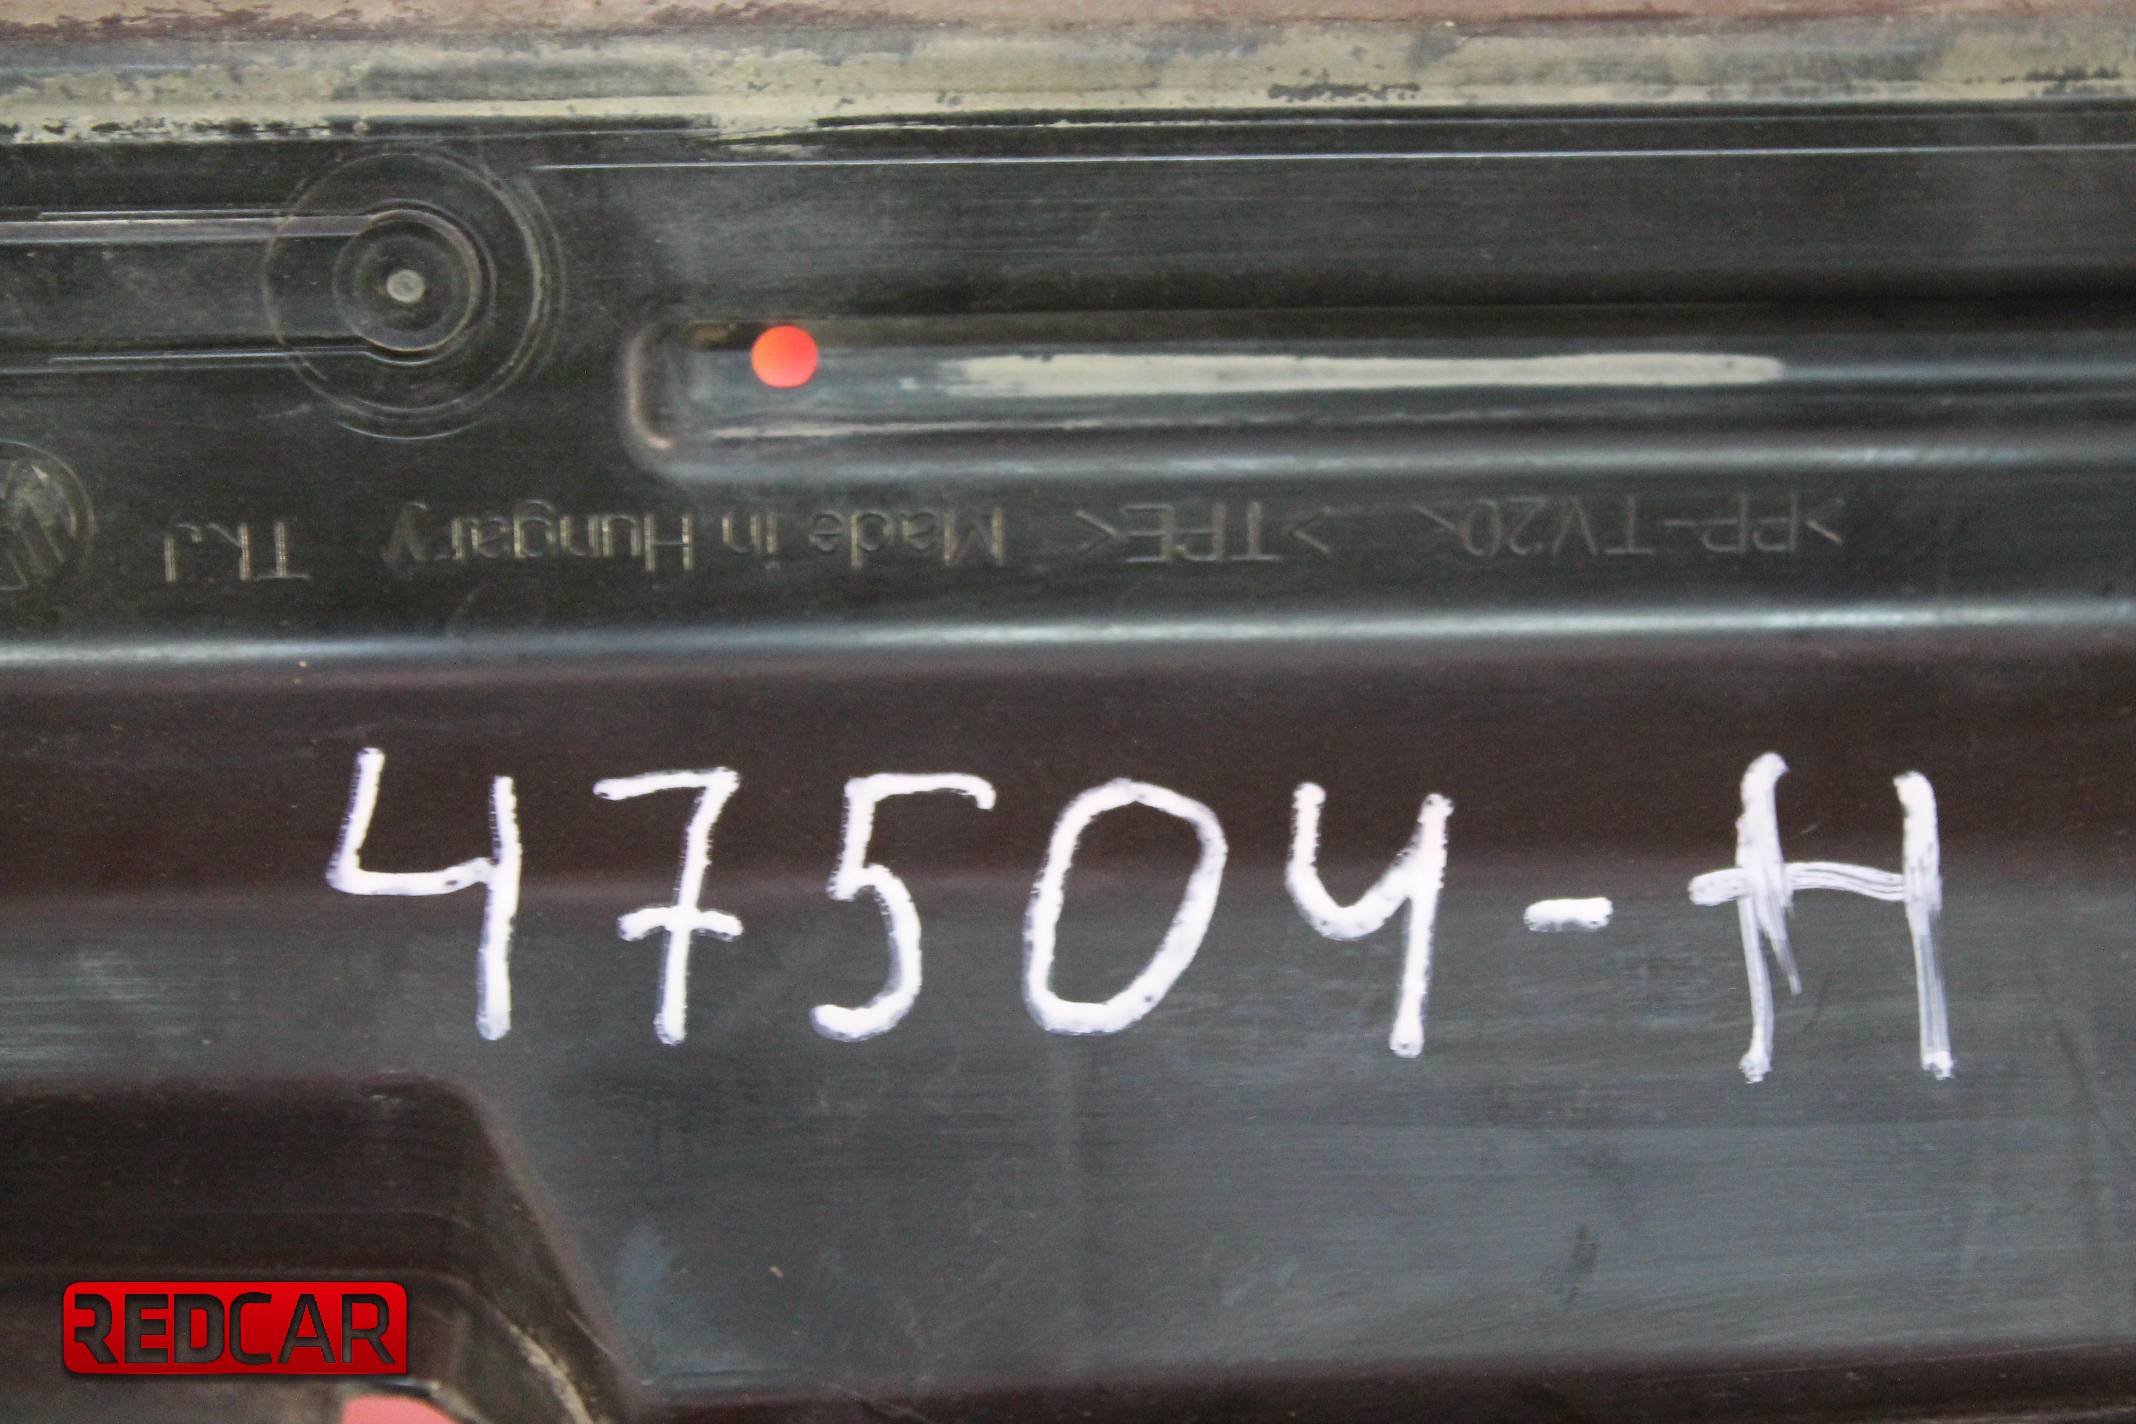 >PP-TV20< >TPE< Made in Hungary TKJ
47504-H
REDCAR